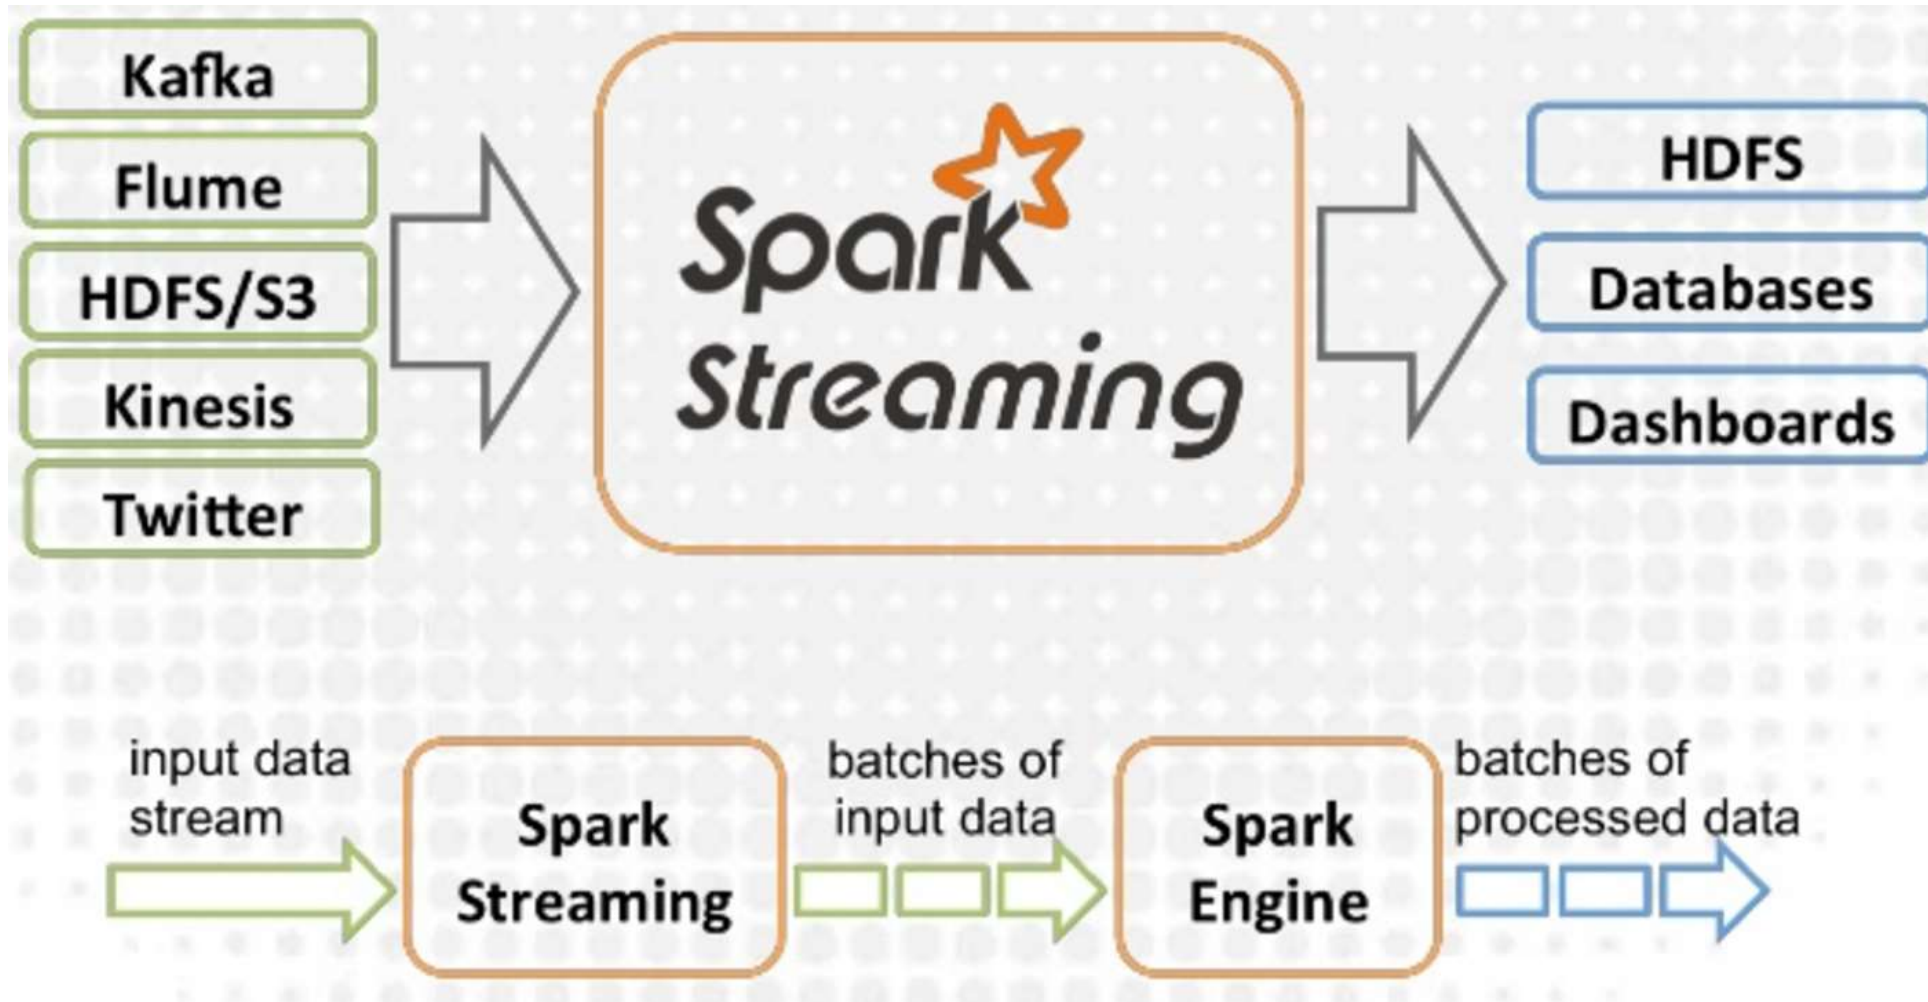 Kafka
Flume
HDFS/S3
Kinesis
Twitter
Spark
Streaming
HDFS
Databases
Dashboards
input data
stream
Spark
Streaming
batches of
input data
Spark
Engine
batches of
processed data